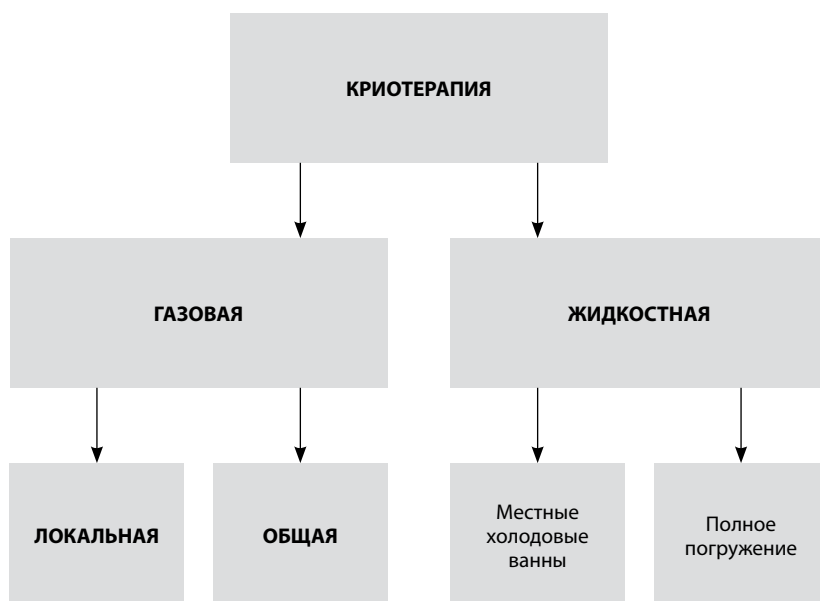 КРИОТЕРАПИЯ
ГАЗОВАЯ
ЖИДКОСТНАЯ
ЛОКАЛЬНАЯ
ОБЩАЯ
Местные
холодовые
ванны
Полное
погружение